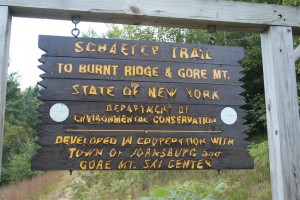 SCHAEFER TRAIL
TO BURNT RIDGE & GORE MT.
STATE OF NEW YORK
DEPARTMENT OF
ENVIRONMENTAL CONSERVATION
DEVELOPED IN COOPERATION WITH
TOWN OF JOHNSBURG AND
GORE MT. SKI CENTER